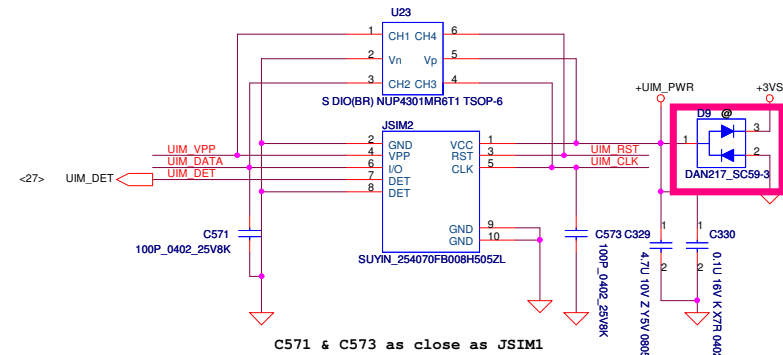 U23
1 CH1 CH4 6
2 Vn Vp 5
3 CH2 CH3 4
S DIO(BR) NUP4301MR6T1 TSOP-6
+UIM_PWR
+3VS
D9 @
1
3
2
DAN217_SC59-3
JSIM2
2 GND VCC 1
UIM_VPP 4 VPP RST 3 UIM_RST
UIM_DATA 6 I/O CLK 5 UIM_CLK
<27> UIM_DET UIM_DET 7 DET
8 DET
GND 9
GND 10
SUYIN_254070FB008H505ZL
C571
100P_0402_25V8K
C573
100P_0402_25V8K
C329
1
2
4.7U 10V Z Y5V 0805
C330
1
2
0.1U 16V K X7R 0402
C571 & C573 as close as JSIM1